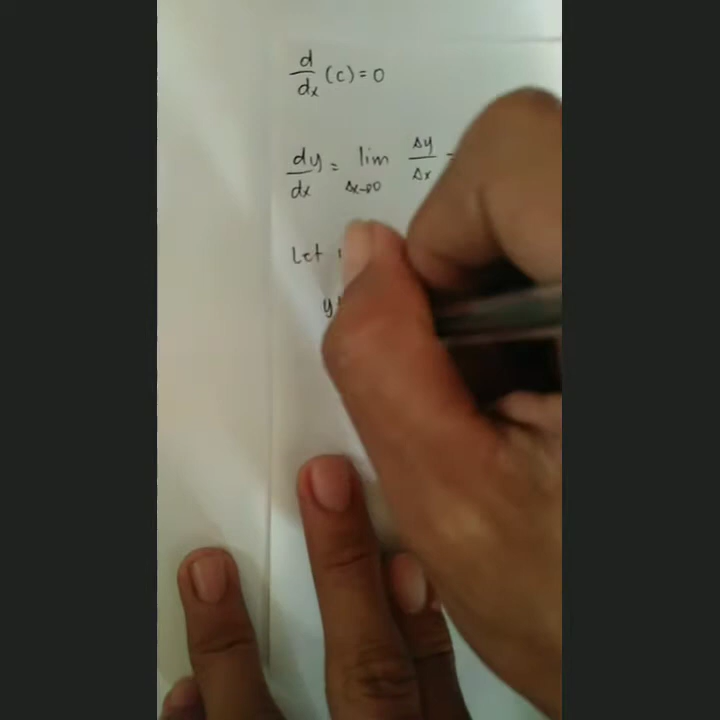 d/dx (c) = 0
dy/dx = lim Δx→0 Δy/Δx =
Let
y